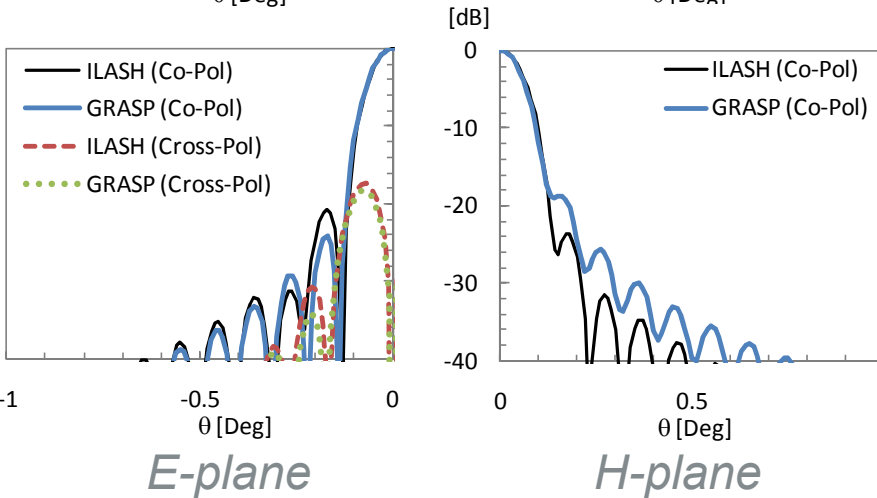 θ [Deg]
[dB]
ILASH (Co-Pol)
GRASP (Co-Pol)
ILASH (Cross-Pol)
GRASP (Cross-Pol)
-1
-0.5
0
θ [Deg]
E-plane
0
-10
-20
-30
-40
ILASH (Co-Pol)
GRASP (Co-Pol)
0
0.5
θ [Deg]
H-plane